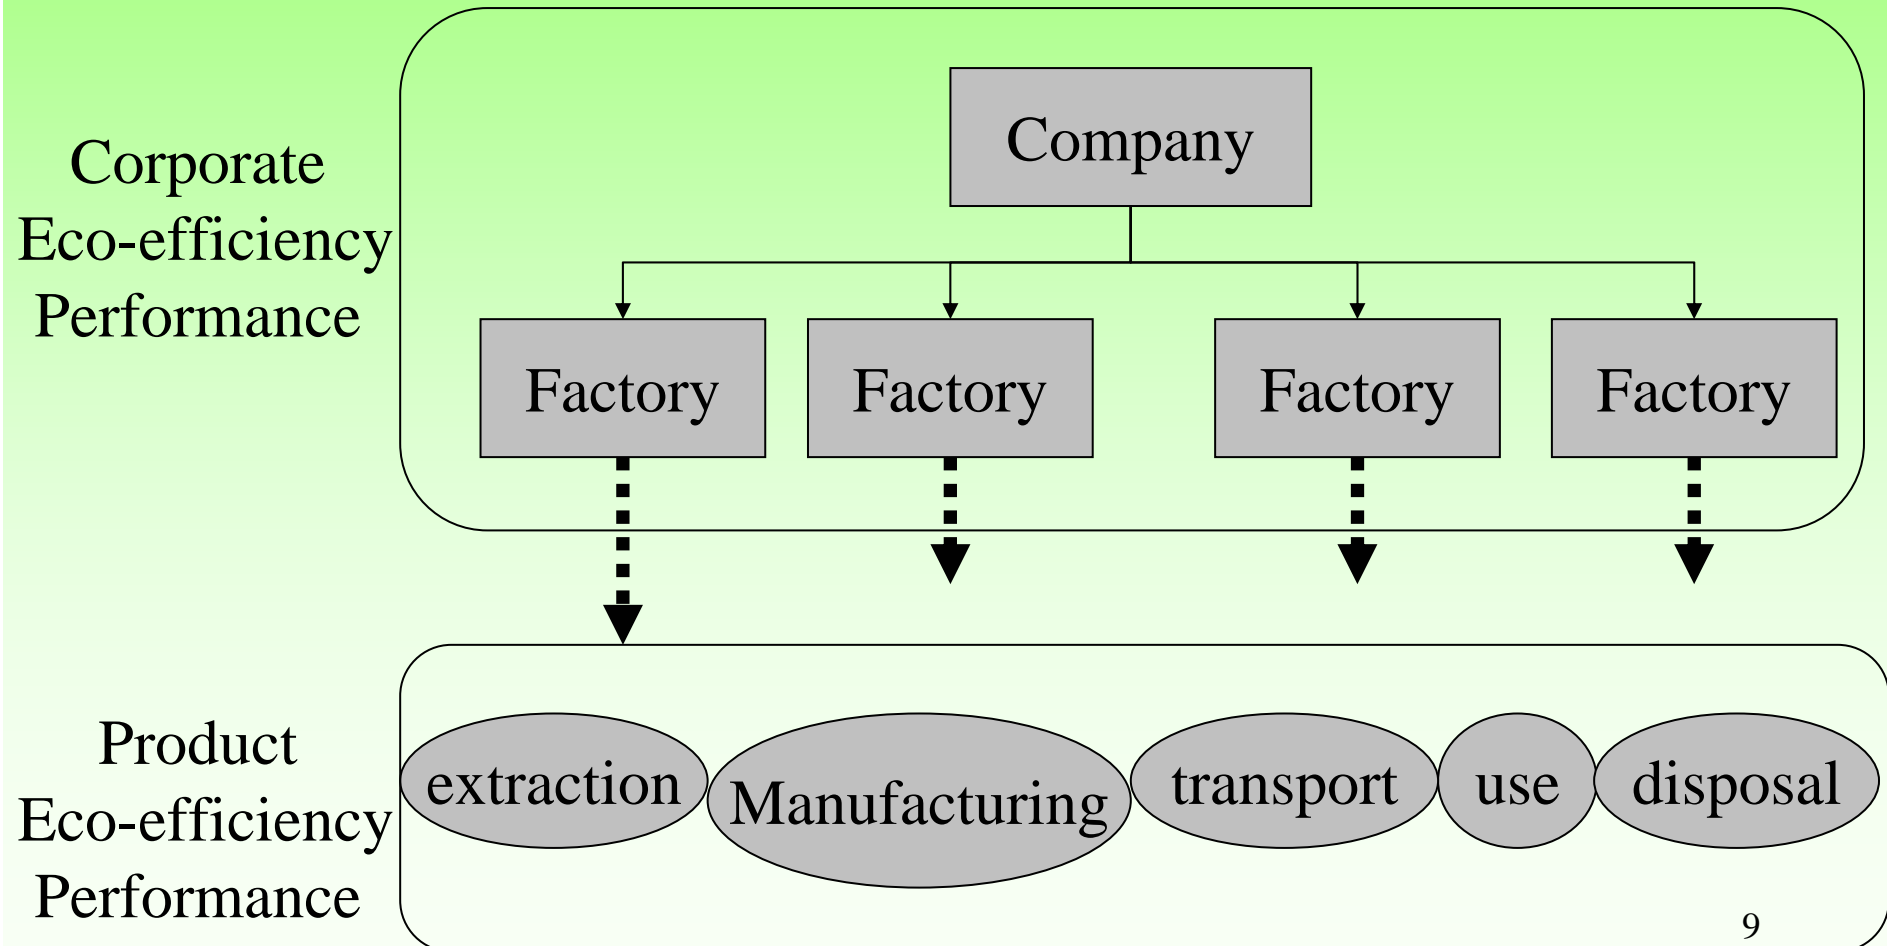 Corporate
Eco-efficiency
Performance
Company
Factory Factory Factory Factory
Product
Eco-efficiency
Performance
extraction Manufacturing transport use disposal
9